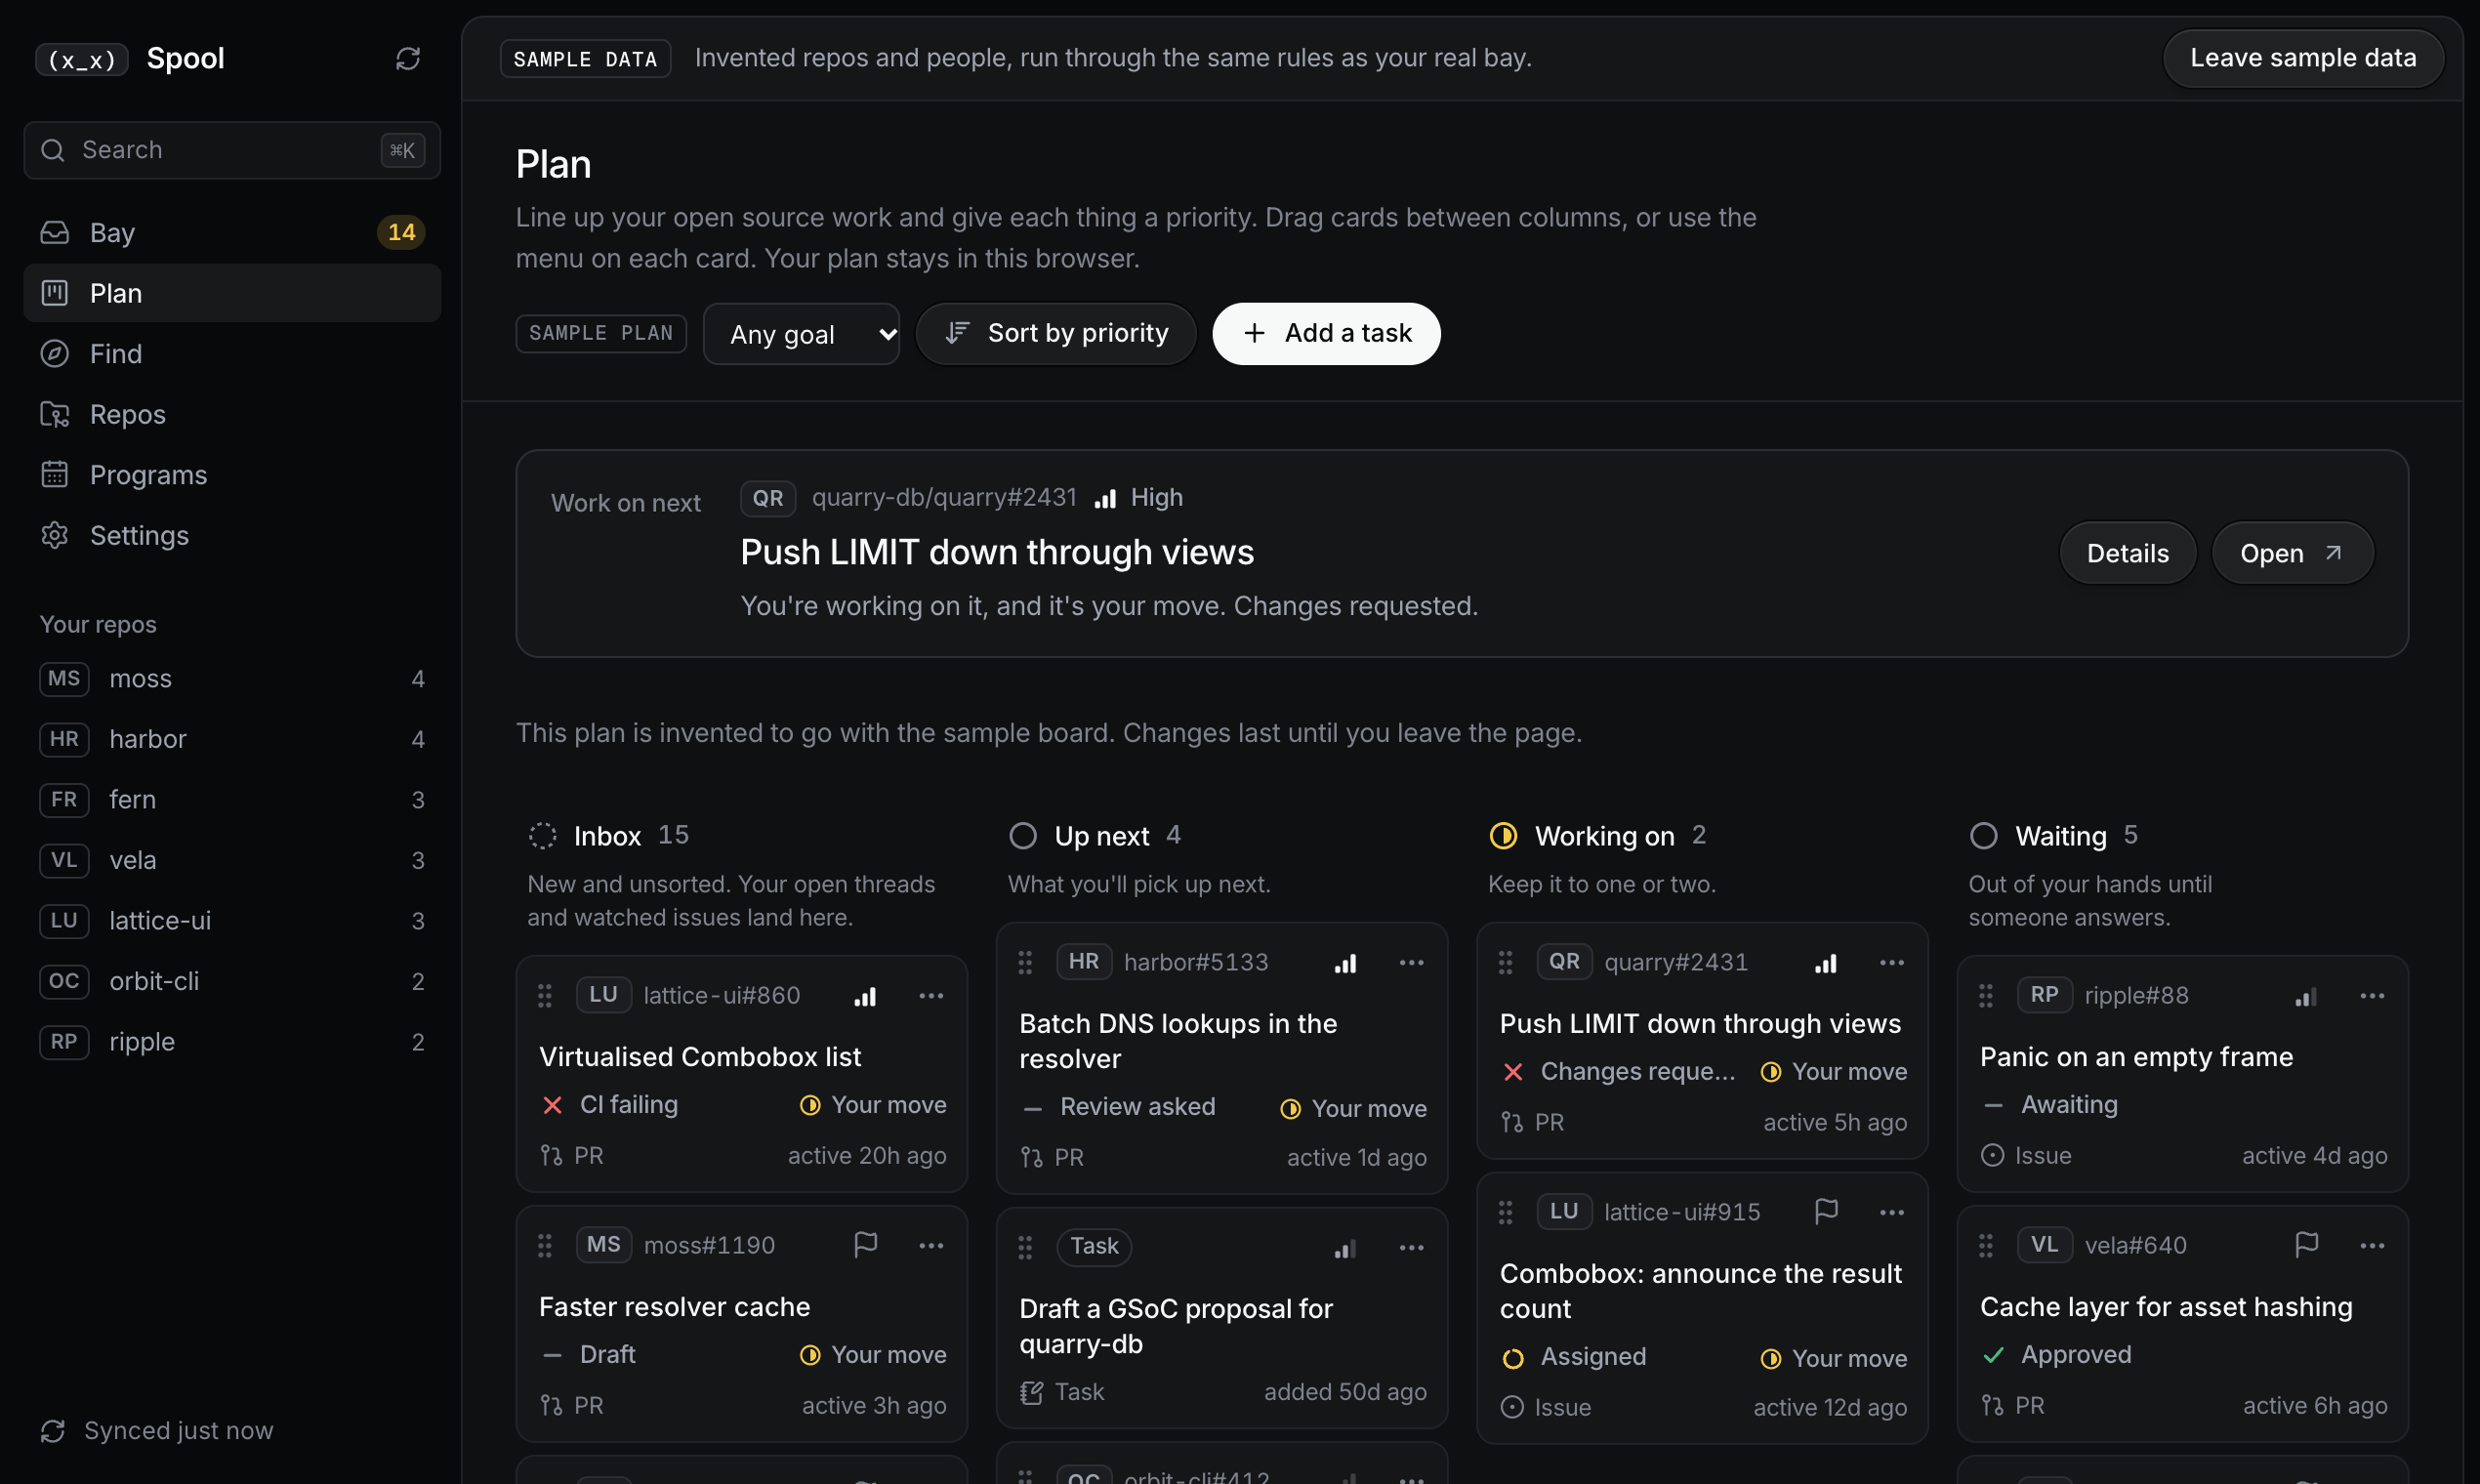 (x_x) Spool
Search ⌘K
Bay 14
Plan
Find
Repos
Programs
Settings
Your repos
MS moss 4
HR harbor 4
FR fern 3
VL vela 3
LU lattice-ui 3
OC orbit-cli 2
RP ripple 2
Synced just now
SAMPLE DATA Invented repos and people, run through the same rules as your real bay. Leave sample data
Plan
Line up your open source work and give each thing a priority. Drag cards between columns, or use the
menu on each card. Your plan stays in this browser.
SAMPLE PLAN Any goal Sort by priority + Add a task
Work on next QR quarry-db/quarry#2431 High
Push LIMIT down through views
You're working on it, and it's your move. Changes requested.
Details Open
This plan is invented to go with the sample board. Changes last until you leave the page.
Inbox 15
New and unsorted. Your open threads
and watched issues land here.
LU lattice-ui#860
Virtualised Combobox list
CI failing Your move
PR active 20h ago
MS moss#1190
Faster resolver cache
Draft Your move
PR active 3h ago
Up next 4
What you'll pick up next.
HR harbor#5133
Batch DNS lookups in the
resolver
Review asked Your move
PR active 1d ago
Task
Draft a GSoC proposal for
quarry-db
Task added 50d ago
OC orbit-cli#412
Working on 2
Keep it to one or two.
QR quarry#2431
Push LIMIT down through views
Changes reque... Your move
PR active 5h ago
LU lattice-ui#915
Combobox: announce the result
count
Assigned Your move
Issue active 12d ago
Waiting 5
Out of your hands until
someone answers.
RP ripple#88
Panic on an empty frame
Awaiting
Issue active 4d ago
VL vela#640
Cache layer for asset hashing
Approved
PR active 6h ago